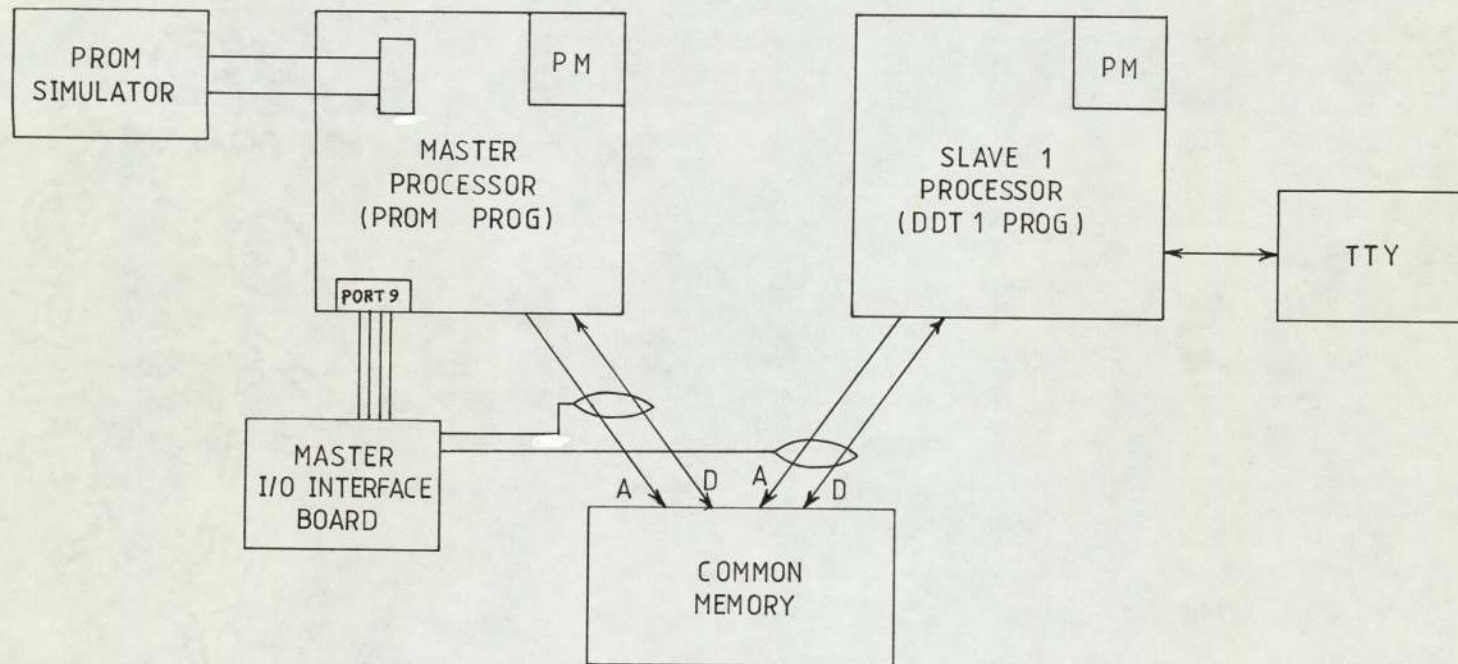 PROM
SIMULATOR
PM
MASTER
PROCESSOR
(PROM PROG)
PORT 9
PM
SLAVE 1
PROCESSOR
(DDT 1 PROG)
TTY
MASTER
I/O INTERFACE
BOARD
A
D
A
D
COMMON
MEMORY